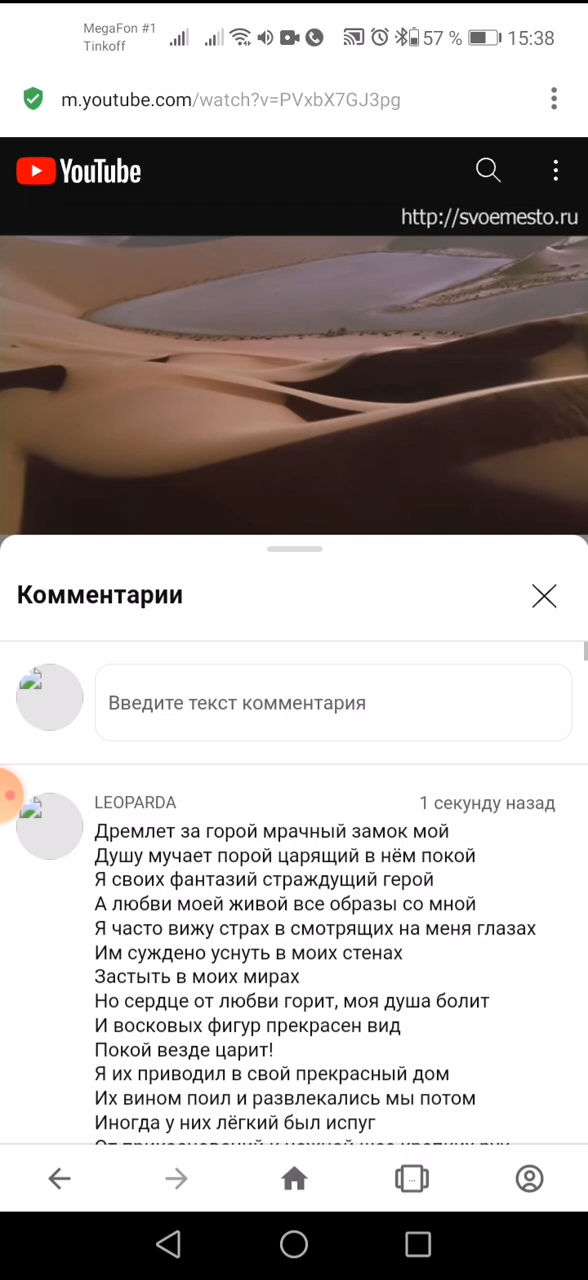 MegaFon #1
Tinkoff
57 %
15:38
m.youtube.com/watch?v=PVxbX7GJ3pg
YouTube
http://svoemesto.ru
Комментарии
Введите текст комментария
LEOPARDA
1 секунду назад
Дремлет за горой мрачный замок мой
Душу мучает порой царящий в нём покой
Я своих фантазий страждущий герой
А любви моей живой все образы со мной
Я часто вижу страх в смотрящих на меня глазах
Им суждено уснуть в моих стенах
Застыть в моих мирах
Но сердце от любви горит, моя душа болит
И восковых фигур прекрасен вид
Покой везде царит!
Я их приводил в свой прекрасный дом
Их вином поил и развлекались мы потом
Иногда у них лёгкий был испуг